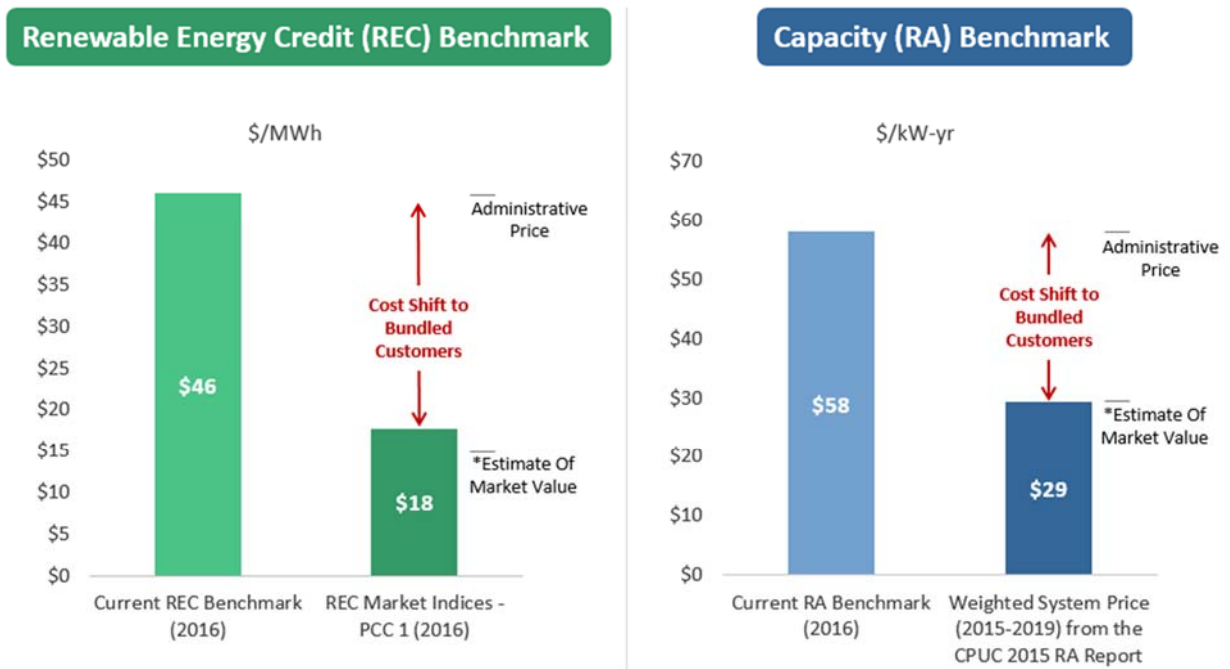 Renewable Energy Credit (REC) Benchmark
$/MWh
$50
$45
$40
$35
$30
$25
$20
$15
$10
$5
$0
$46
$18
Administrative
Price
Cost Shift to
Bundled
Customers
*Estimate Of
Market Value
Current REC Benchmark
(2016)
REC Market Indices -
PCC 1 (2016)
Capacity (RA) Benchmark
$/kW-yr
$70
$60
$50
$40
$30
$20
$10
$0
$58
$29
Administrative
Price
Cost Shift to
Bundled
Customers
*Estimate Of
Market Value
Current RA Benchmark
(2016)
Weighted System Price
(2015-2019) from the
CPUC 2015 RA Report